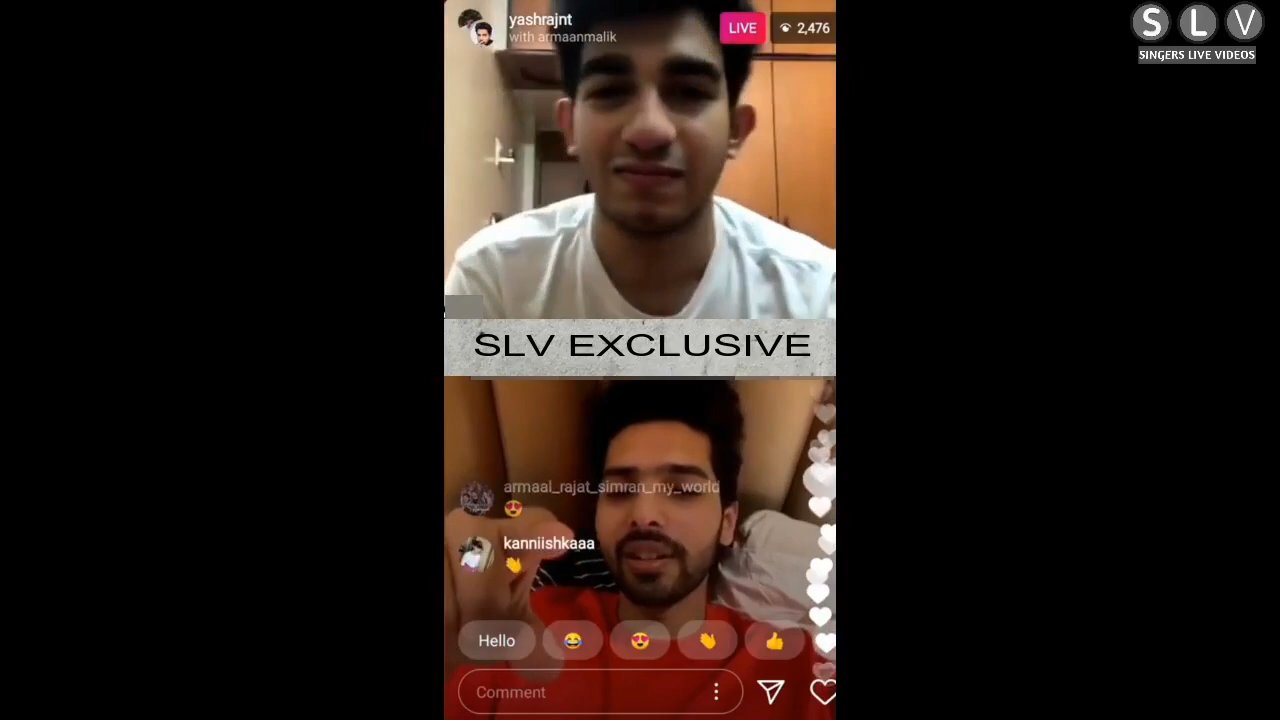 yashrajnt
with armaanmalik
LIVE
2,476
S L V
SINGERS LIVE VIDEOS
SLV EXCLUSIVE
armaal_rajat_simran_my_world
😍
kanniishkaaa
👏
Hello 😂 😍 👏 👍
Comment